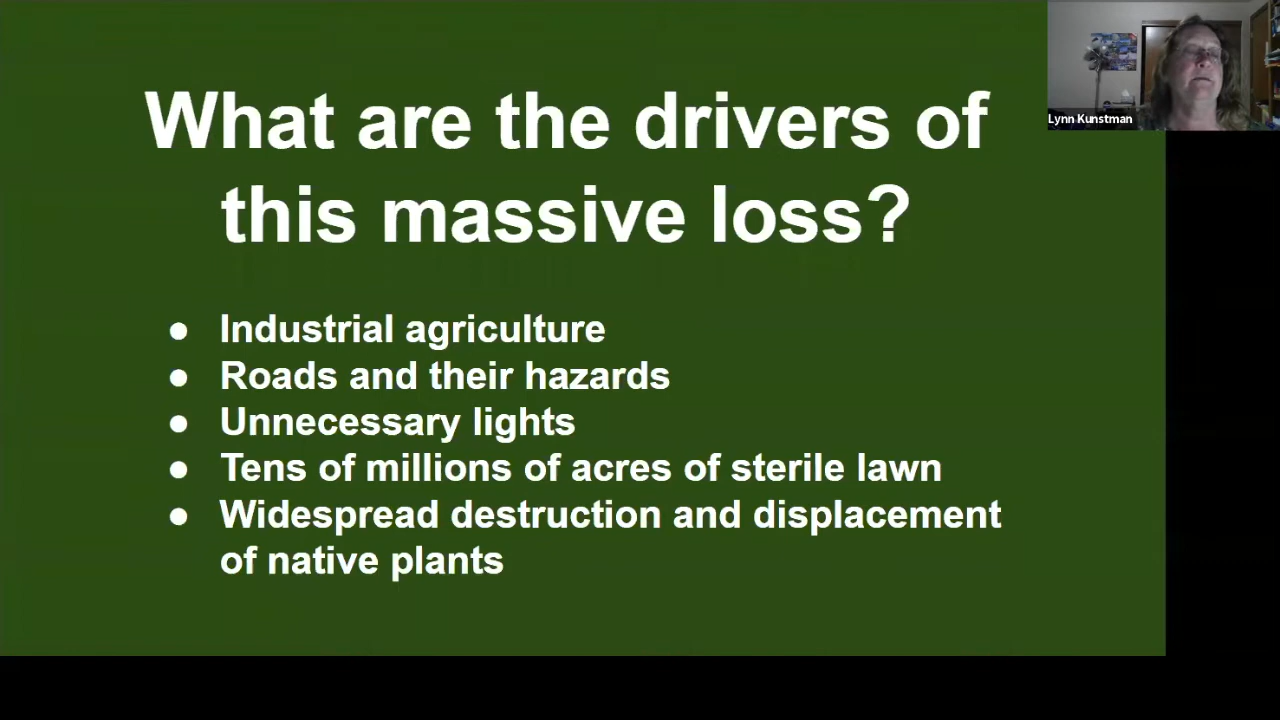 What are the drivers of
this massive loss?
● Industrial agriculture
● Roads and their hazards
● Unnecessary lights
● Tens of millions of acres of sterile lawn
● Widespread destruction and displacement
of native plants
Lynn Kunstman